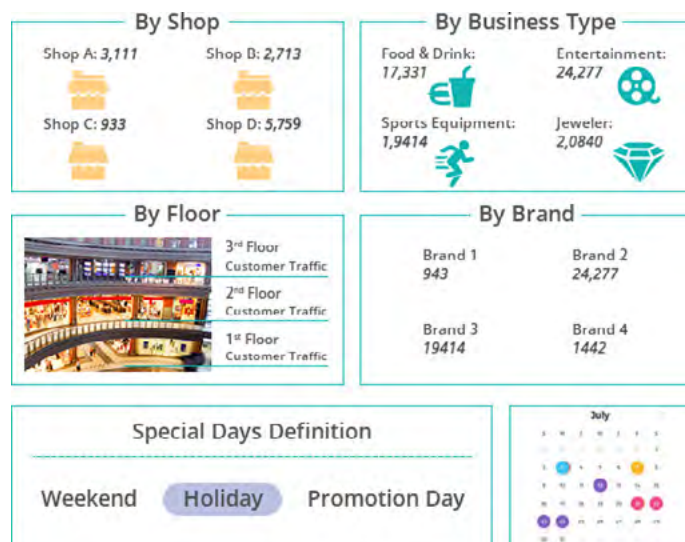 By Shop
Shop A: 3,111
Shop B: 2,713
Shop C: 933
Shop D: 5,759
By Business Type
Food & Drink:
17,331
Entertainment:
24,277
Sports Equipment:
1,9414
Jeweler:
2,0840
By Floor
3rd Floor
Customer Traffic
2nd Floor
Customer Traffic
1st Floor
Customer Traffic
By Brand
Brand 1
943
Brand 2
24,277
Brand 3
19414
Brand 4
1442
Special Days Definition
Weekend
Holiday
Promotion Day
July